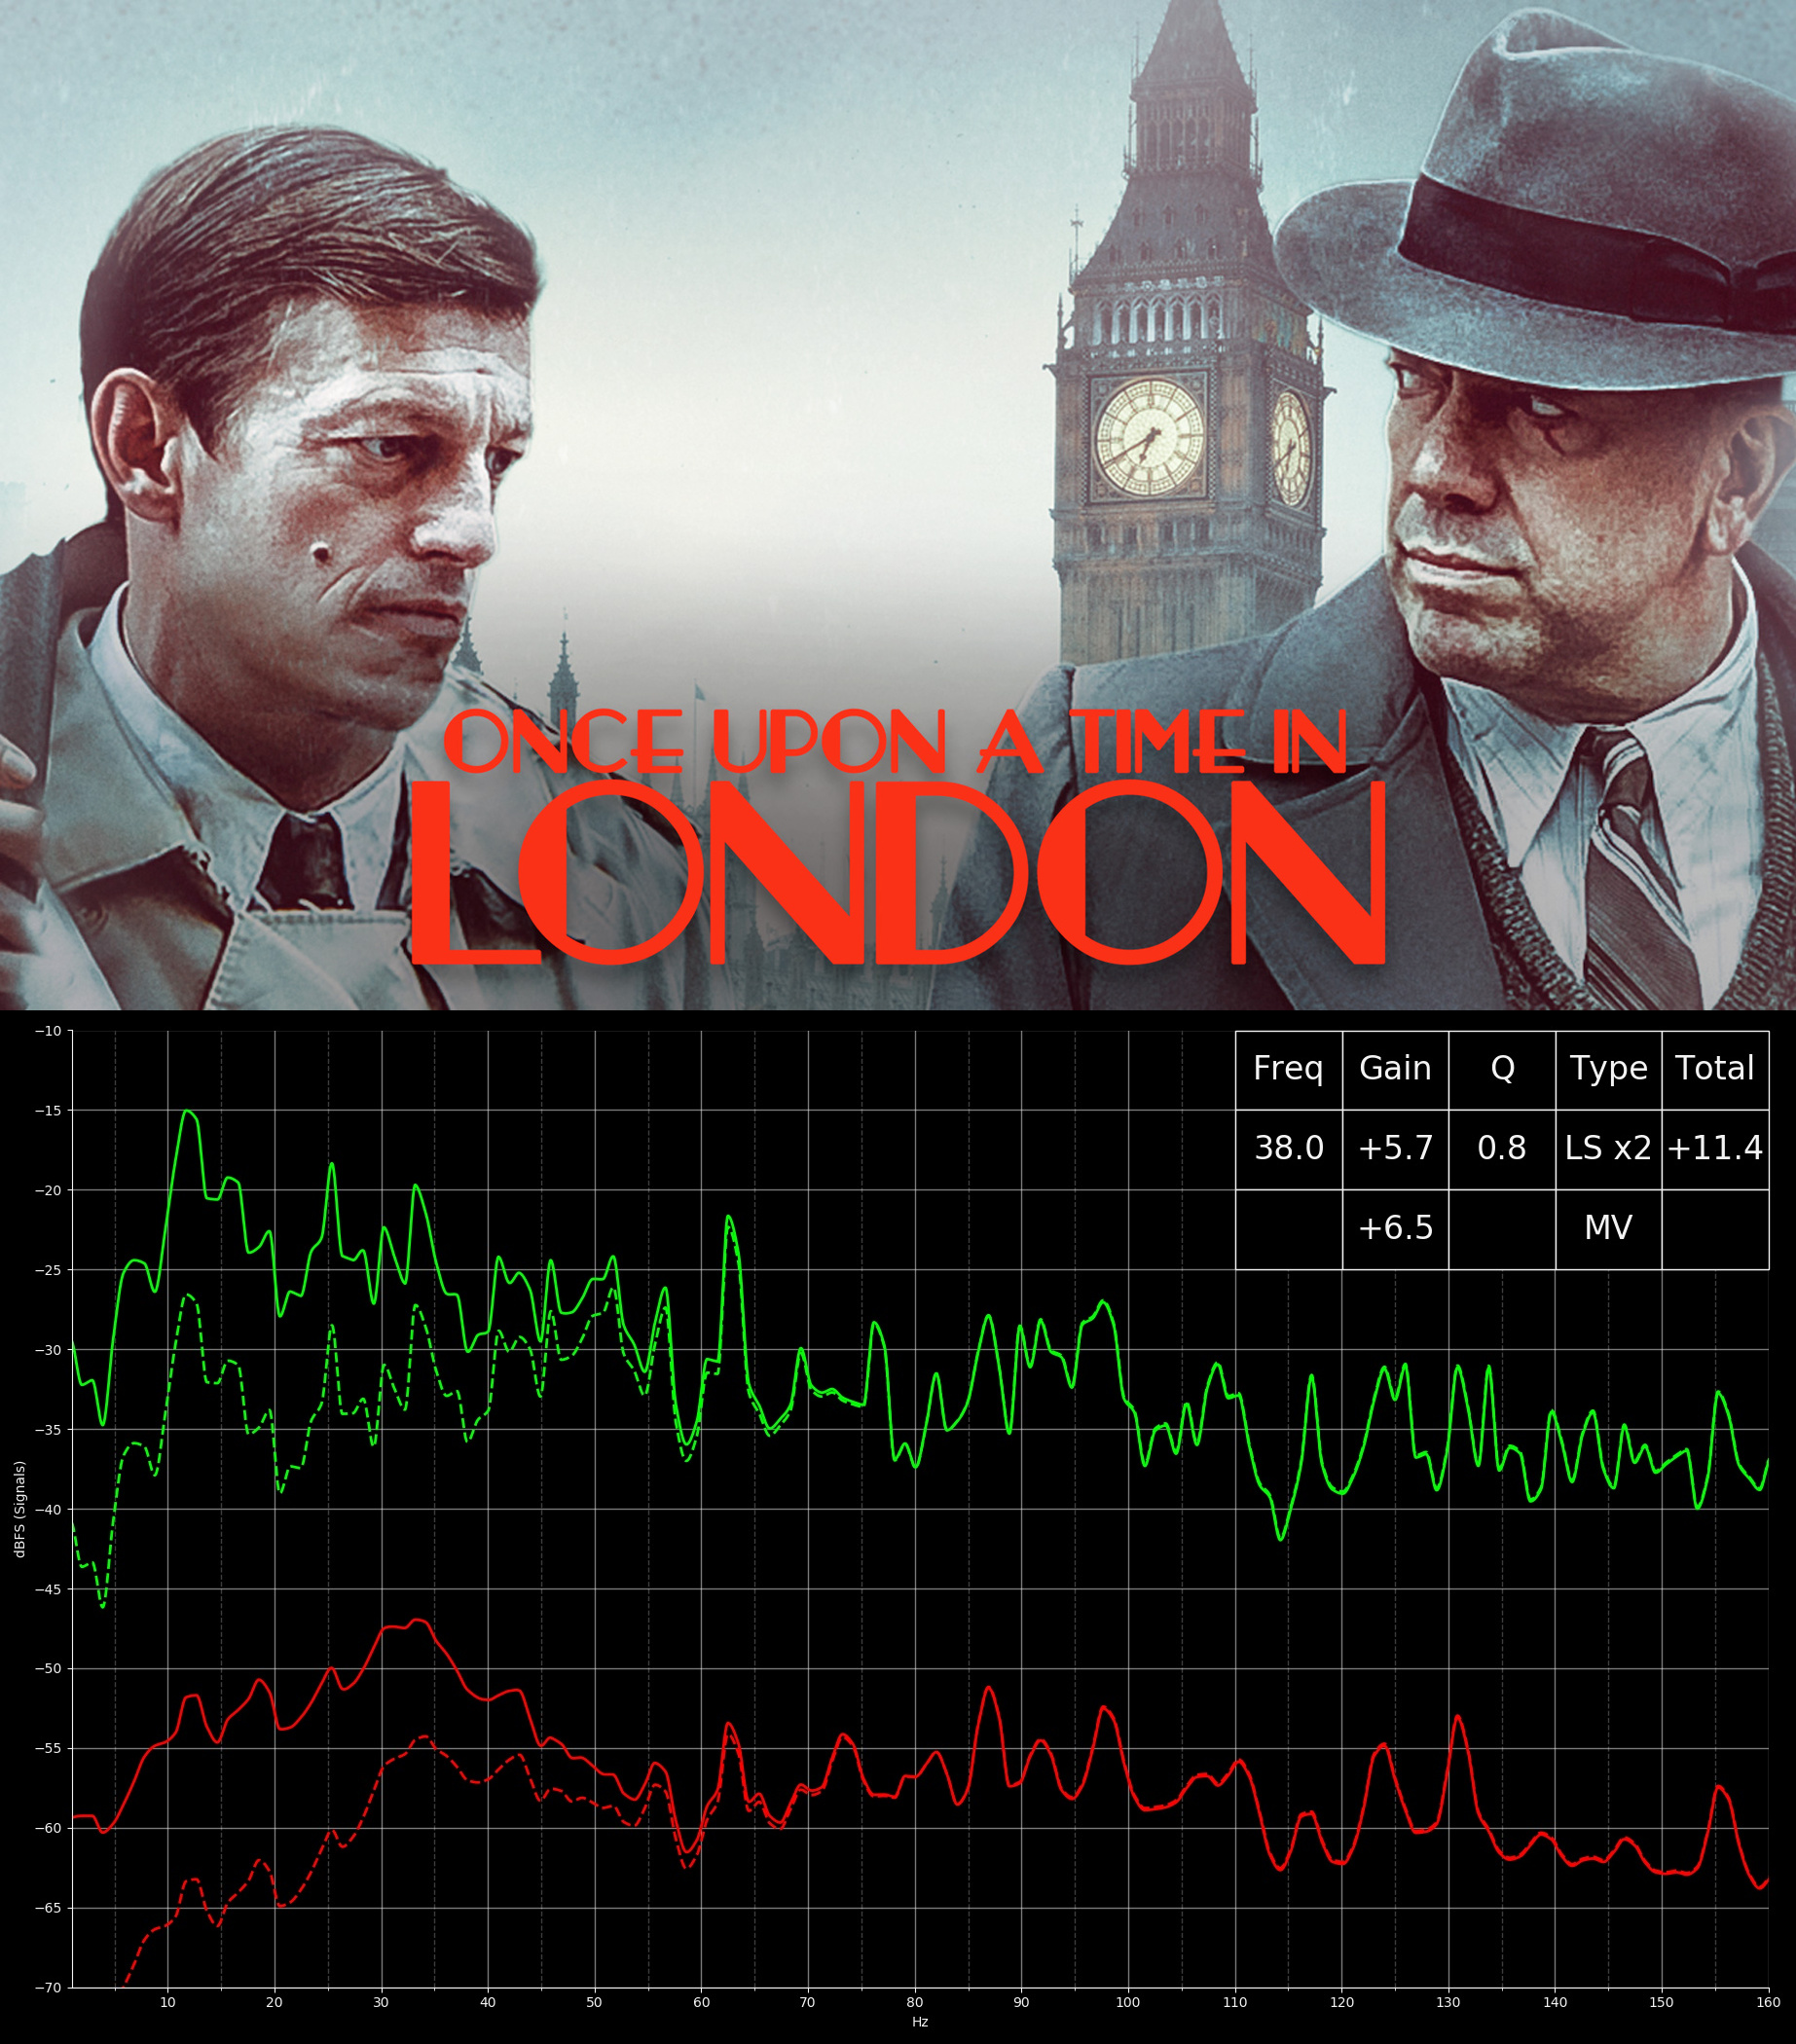 ONCE UPON A TIME IN
LONDON
Freq Gain Q Type Total
38.0 +5.7 0.8 LS x2 +11.4
+6.5 MV
−10
−15
−20
−25
−30
−35
−40
−45
−50
−55
−60
−65
−70
dBFS (Signals)
10 20 30 40 50 60 70 80 90 100 110 120 130 140 150 160
Hz